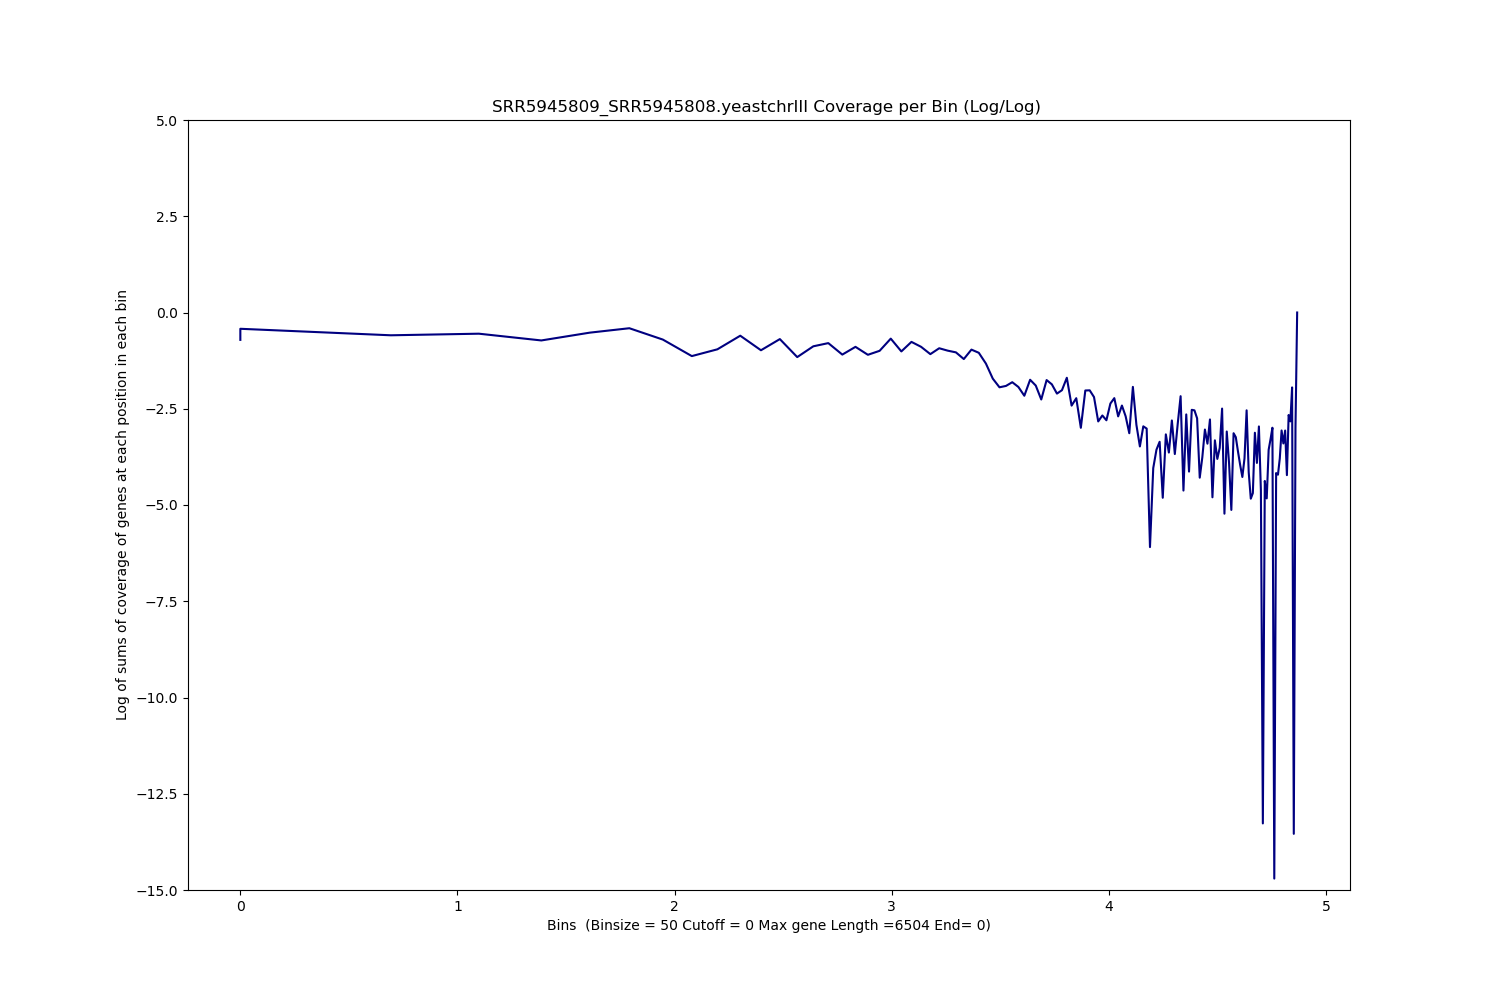 SRR5945809_SRR5945808.yeastchrIII Coverage per Bin (Log/Log)
Log of sums of coverage of genes at each position in each bin
5.0
2.5
0.0
−2.5
−5.0
−7.5
−10.0
−12.5
−15.0
0 1 2 3 4 5
Bins  (Binsize = 50 Cutoff = 0 Max gene Length =6504 End= 0)